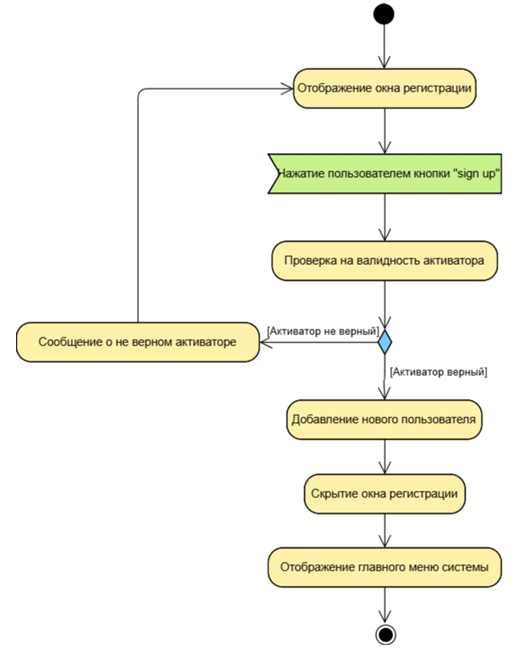 Отображение окна регистрации
Нажатие пользователем кнопки "sign up"
Проверка на валидность активатора
[Активатор не верный]
Сообщение о не верном активаторе
[Активатор верный]
Добавление нового пользователя
Скрытие окна регистрации
Отображение главного меню системы